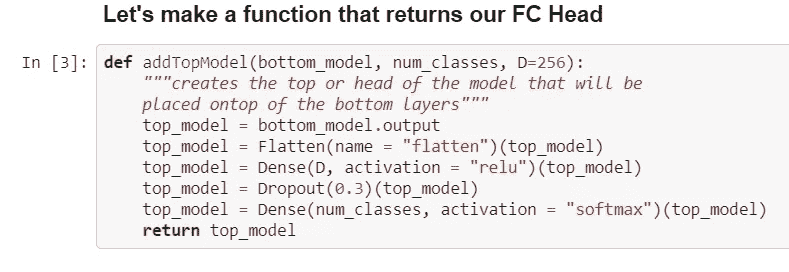 Let's make a function that returns our FC Head
In [3]: def addTopModel(bottom_model, num_classes, D=256):
"""creates the top or head of the model that will be
placed ontop of the bottom layers"""
top_model = bottom_model.output
top_model = Flatten(name = "flatten")(top_model)
top_model = Dense(D, activation = "relu")(top_model)
top_model = Dropout(0.3)(top_model)
top_model = Dense(num_classes, activation = "softmax")(top_model)
return top_model